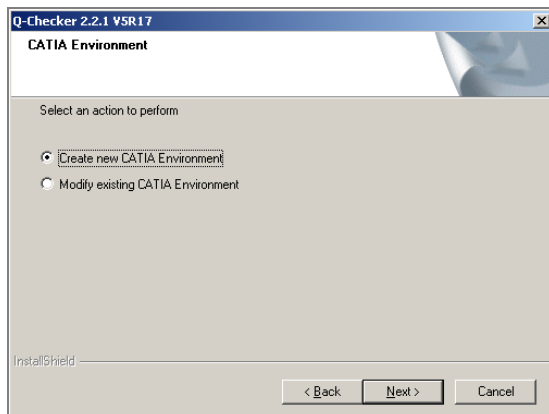 Q-Checker 2.2.1 V5R17
CATIA Environment
Select an action to perform
Create new CATIA Environment
Modify existing CATIA Environment
InstallShield
< Back
Next >
Cancel